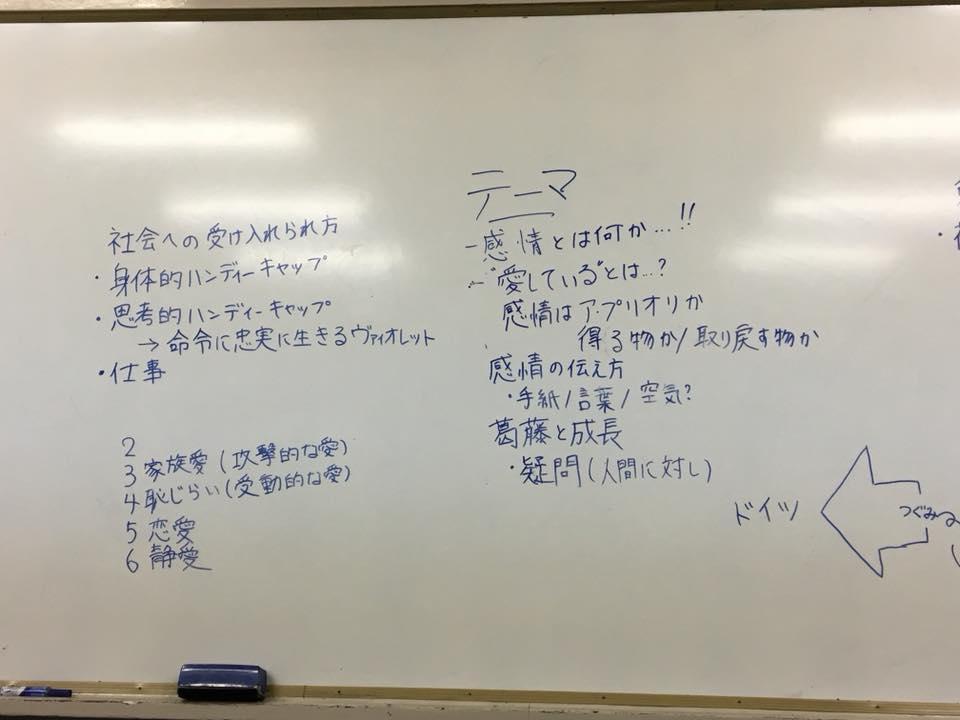 社会への受け入れられ方
・身体的ハンディーキャップ
・思考的ハンディーキャップ
→ 命令に忠実に生きるヴァイオレット
・仕事
2
3 家族愛 (攻撃的な愛)
4 恥じらい (受動的な愛)
5 恋愛
6 静愛
テーマ
- 感情とは何か...!!
- "愛している"とは...?
感情はア・プリオリか
得る物か/取り戻す物か
感情の伝え方
・手紙/言葉/空気?
葛藤と成長
・疑問(人間に対し)
ドイツ
つぐみ